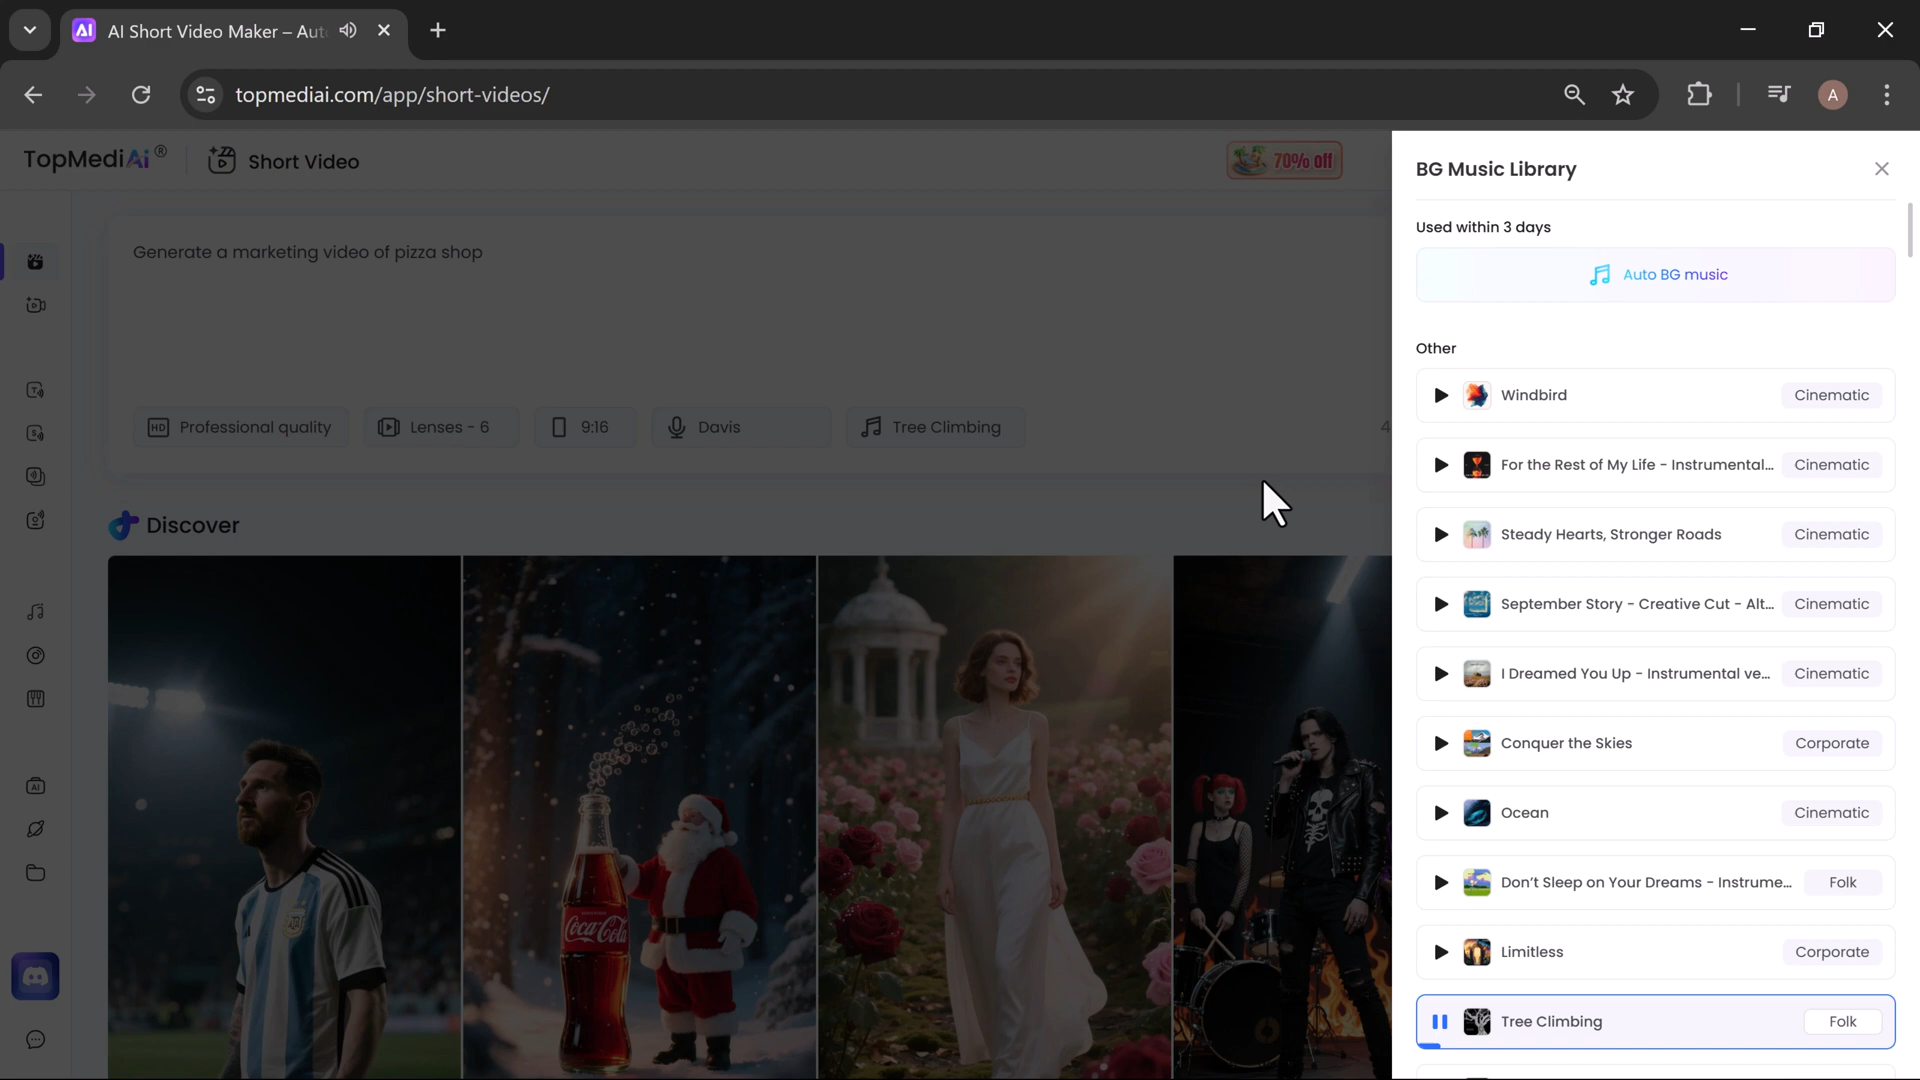 AI Short Video Maker – Aut
topmediai.com/app/short-videos/
A
TopMediAi®
Short Video
70% off
Generate a marketing video of pizza shop
HD Professional quality
Lenses - 6
9:16
Davis
Tree Climbing
4
Discover
Coca-Cola
BG Music Library
Used within 3 days
Auto BG music
Other
Windbird Cinematic
For the Rest of My Life - Instrumental... Cinematic
Steady Hearts, Stronger Roads Cinematic
September Story - Creative Cut - Alt... Cinematic
I Dreamed You Up - Instrumental ve... Cinematic
Conquer the Skies Corporate
Ocean Cinematic
Don't Sleep on Your Dreams - Instrume... Folk
Limitless Corporate
Tree Climbing Folk